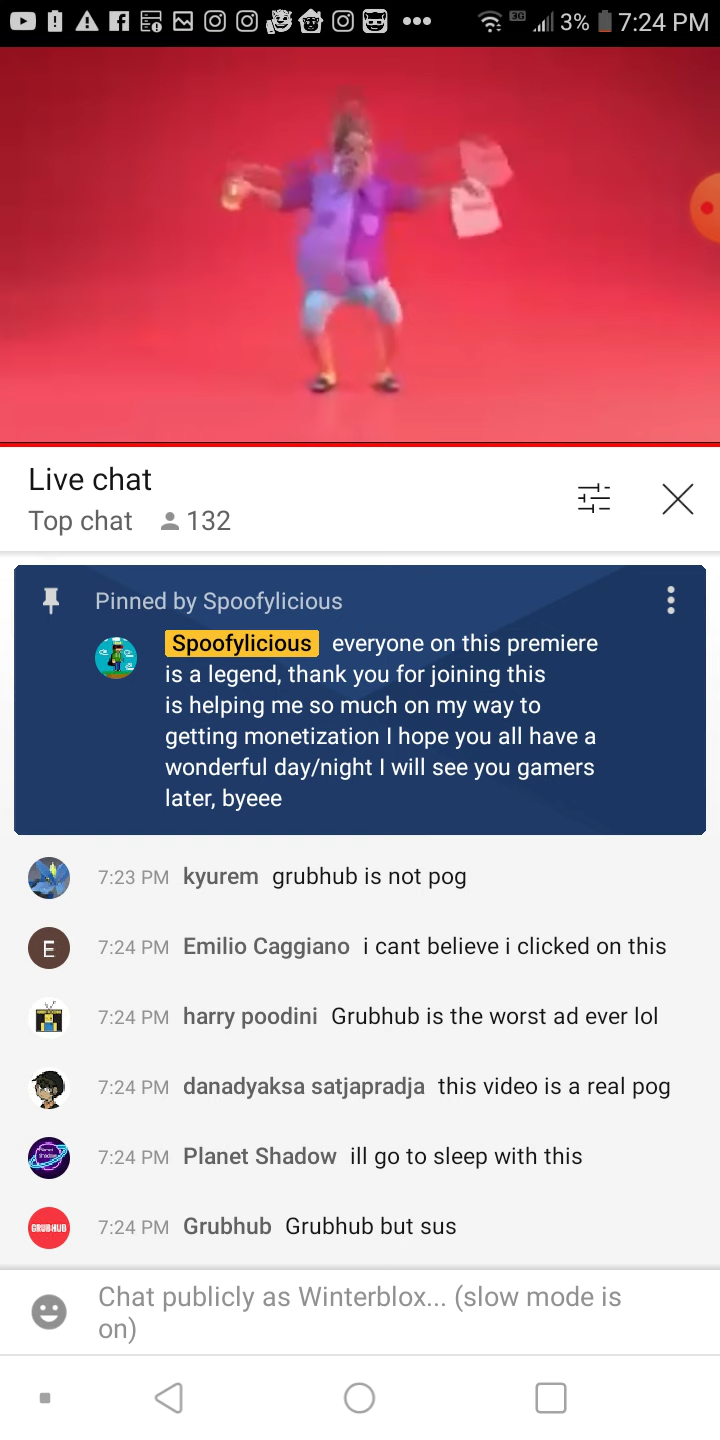 3G 3% 7:24 PM
Live chat
Top chat 132
Pinned by Spoofylicious
Spoofylicious everyone on this premiere
is a legend, thank you for joining this
is helping me so much on my way to
getting monetization I hope you all have a
wonderful day/night I will see you gamers
later, byeee
7:23 PM kyurem grubhub is not pog
E 7:24 PM Emilio Caggiano i cant believe i clicked on this
7:24 PM harry poodini Grubhub is the worst ad ever lol
7:24 PM danadyaksa satjapradja this video is a real pog
7:24 PM Planet Shadow ill go to sleep with this
GRUBHUB 7:24 PM Grubhub Grubhub but sus
Chat publicly as Winterblox... (slow mode is
on)